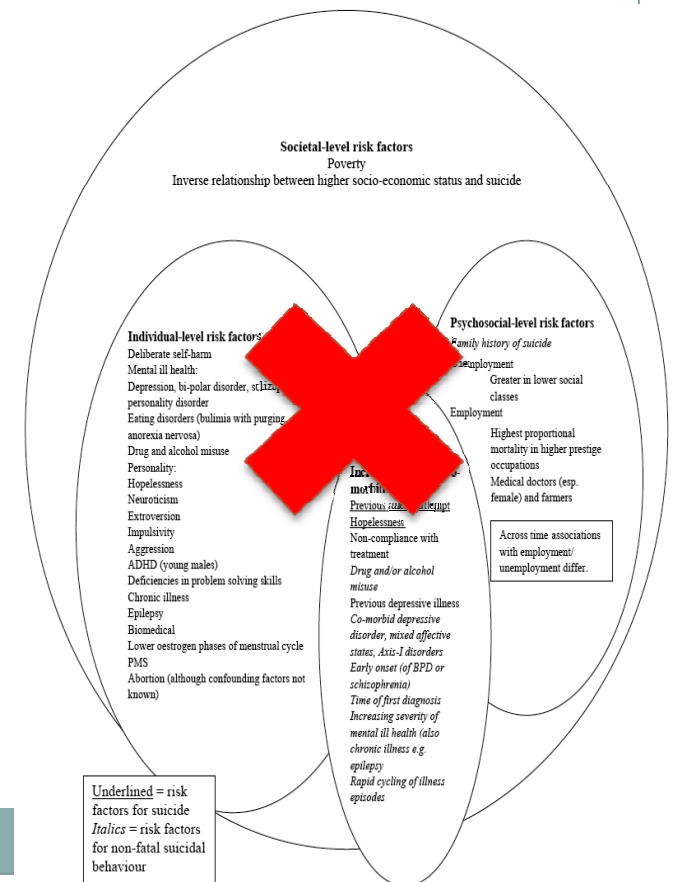 Societal-level risk factors
Poverty
Inverse relationship between higher socio-economic status and suicide
Individual-level risk factors
Deliberate self-harm
Mental ill health:
Depression, bi-polar disorder,
personality disorder
Eating disorders (bulimia with purging
anorexia nervosa)
Drug and alcohol misuse
Personality:
Hopelessness
Neuroticism
Extroversion
Impulsivity
Aggression
ADHD (young males)
Deficiencies in problem solving skills
Chronic illness
Epilepsy
Biomedical
Lower oestrogen phases of menstrual cycle
PMS
Abortion (although confounding factors not
known)
Psychosocial-level risk factors
Family history of suicide
Unemployment
Greater in lower social
classes
Employment
Highest proportional
mortality in higher prestige
occupations
Medical doctors (esp.
female) and farmers
Across time associations
with employment/
unemployment differ.
Previous attempt
Hopelessness
Non-compliance with
treatment
Drug and/or alcohol
misuse
Previous depressive illness
Co-morbid depressive
disorder, mixed affective
states, Axis-I disorders
Early onset (of BPD or
schizophrenia)
Time of first diagnosis
Increasing severity of
mental ill health (also
chronic illness e.g.
epilepsy
Rapid cycling of illness
episodes
Underlined = risk
factors for suicide
Italics = risk factors
for non-fatal suicidal
behaviour